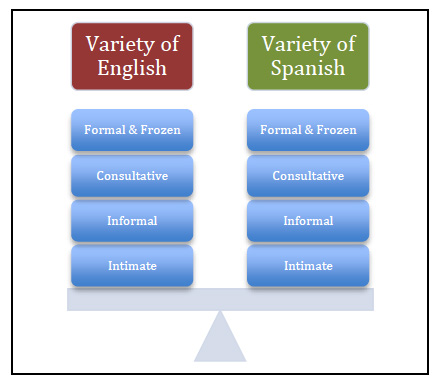 Variety of
English
Variety of
Spanish
Formal & Frozen
Formal & Frozen
Consultative
Consultative
Informal
Informal
Intimate
Intimate